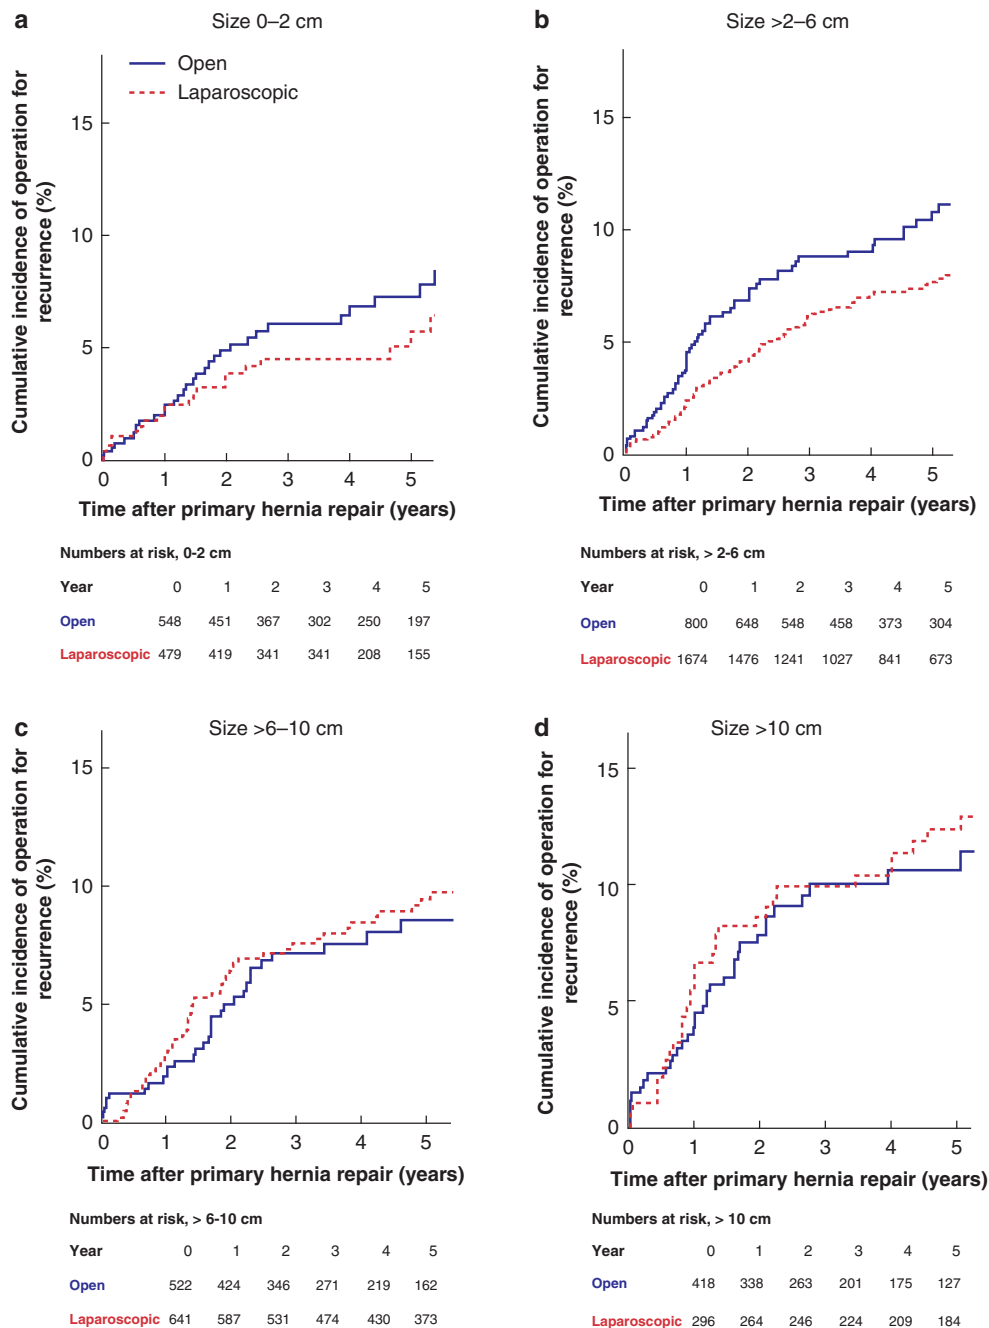 a
Size 0–2 cm
Cumulative incidence of operation for
recurrence (%)
Open
Laparoscopic
15
10
5
0
0 1 2 3 4 5
Time after primary hernia repair (years)
Numbers at risk, 0-2 cm
Year 0 1 2 3 4 5
Open 548 451 367 302 250 197
Laparoscopic 479 419 341 341 208 155
b
Size >2–6 cm
Cumulative incidence of operation for
recurrence (%)
15
10
5
0
0 1 2 3 4 5
Time after primary hernia repair (years)
Numbers at risk, > 2-6 cm
Year 0 1 2 3 4 5
Open 800 648 548 458 373 304
Laparoscopic 1674 1476 1241 1027 841 673
c
Size >6–10 cm
Cumulative incidence of operation for
recurrence (%)
15
10
5
0
0 1 2 3 4 5
Time after primary hernia repair (years)
Numbers at risk, > 6-10 cm
Year 0 1 2 3 4 5
Open 522 424 346 271 219 162
Laparoscopic 641 587 531 474 430 373
d
Size >10 cm
Cumulative incidence of operation for
recurrence (%)
15
10
5
0
0 1 2 3 4 5
Time after primary hernia repair (years)
Numbers at risk, > 10 cm
Year 0 1 2 3 4 5
Open 418 338 263 201 175 127
Laparoscopic 296 264 246 224 209 184